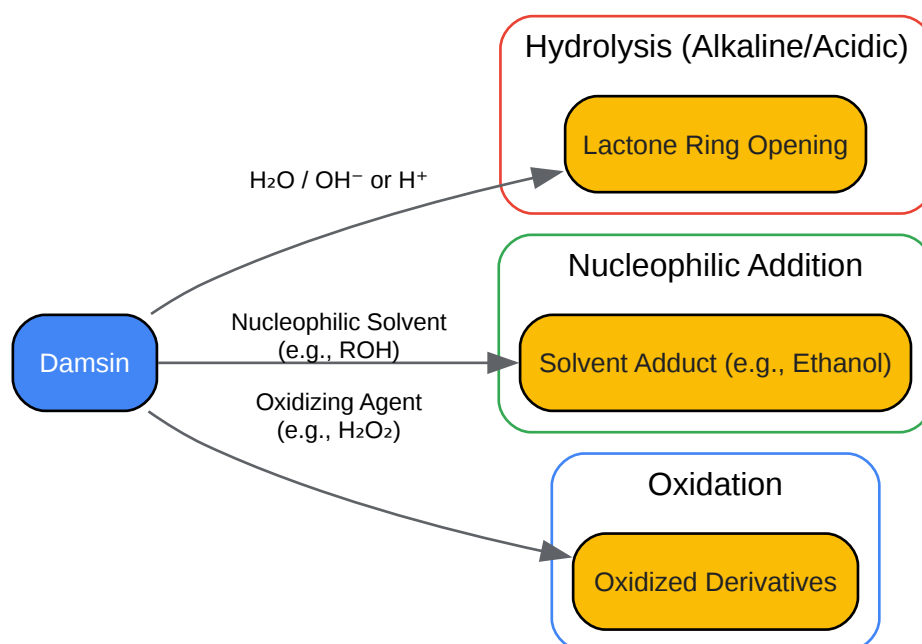 Hydrolysis (Alkaline/Acidic)
Lactone Ring Opening
H₂O / OH⁻ or H⁺
Nucleophilic Addition
Damsin
Nucleophilic Solvent
(e.g., ROH)
Solvent Adduct (e.g., Ethanol)
Oxidizing Agent
(e.g., H₂O₂)
Oxidation
Oxidized Derivatives